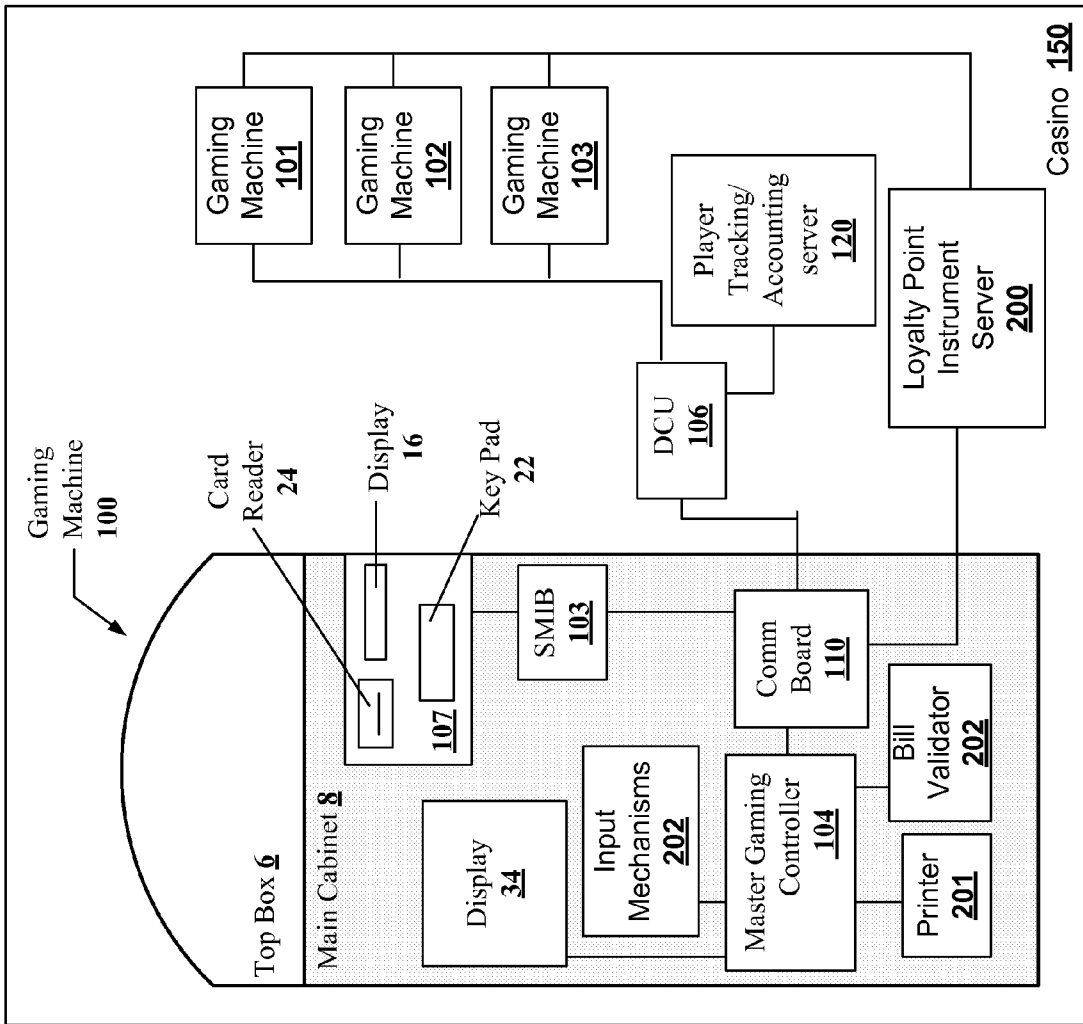 Gaming
Machine
100
Top Box 6
Main Cabinet 8
Card
Reader
24
Display
16
Key Pad
22
107
Display
34
Input
Mechanisms
202
SMIB
103
Master Gaming
Controller
104
Comm
Board
110
Printer
201
Bill
Validator
202
Gaming
Machine
101
Gaming
Machine
102
Gaming
Machine
103
DCU
106
Player
Tracking/
Accounting
server
120
Loyalty Point
Instrument
Server
200
Casino 150